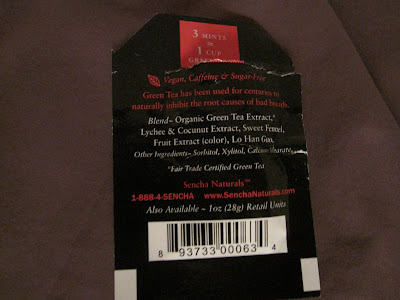 3 MINTS
=
1 CUP
Vegan, Caffeine & Sugar-Free
Green Tea has been used for centuries to
naturally inhibit the root causes of bad breath.
Blend~ Organic Green Tea Extract,*
Lychee & Coconut Extract, Sweet Fennel,
Fruit Extract (color), Lo Han Guo,
Other Ingredients~ Sorbitol, Xylitol, Calcium
*Fair Trade Certified Green Tea
Sencha Naturals™
1-888-4-SENCHA www.SenchaNaturals.com
Also Available ~ 1oz (28g) Retail Units
8 93733 00063 4